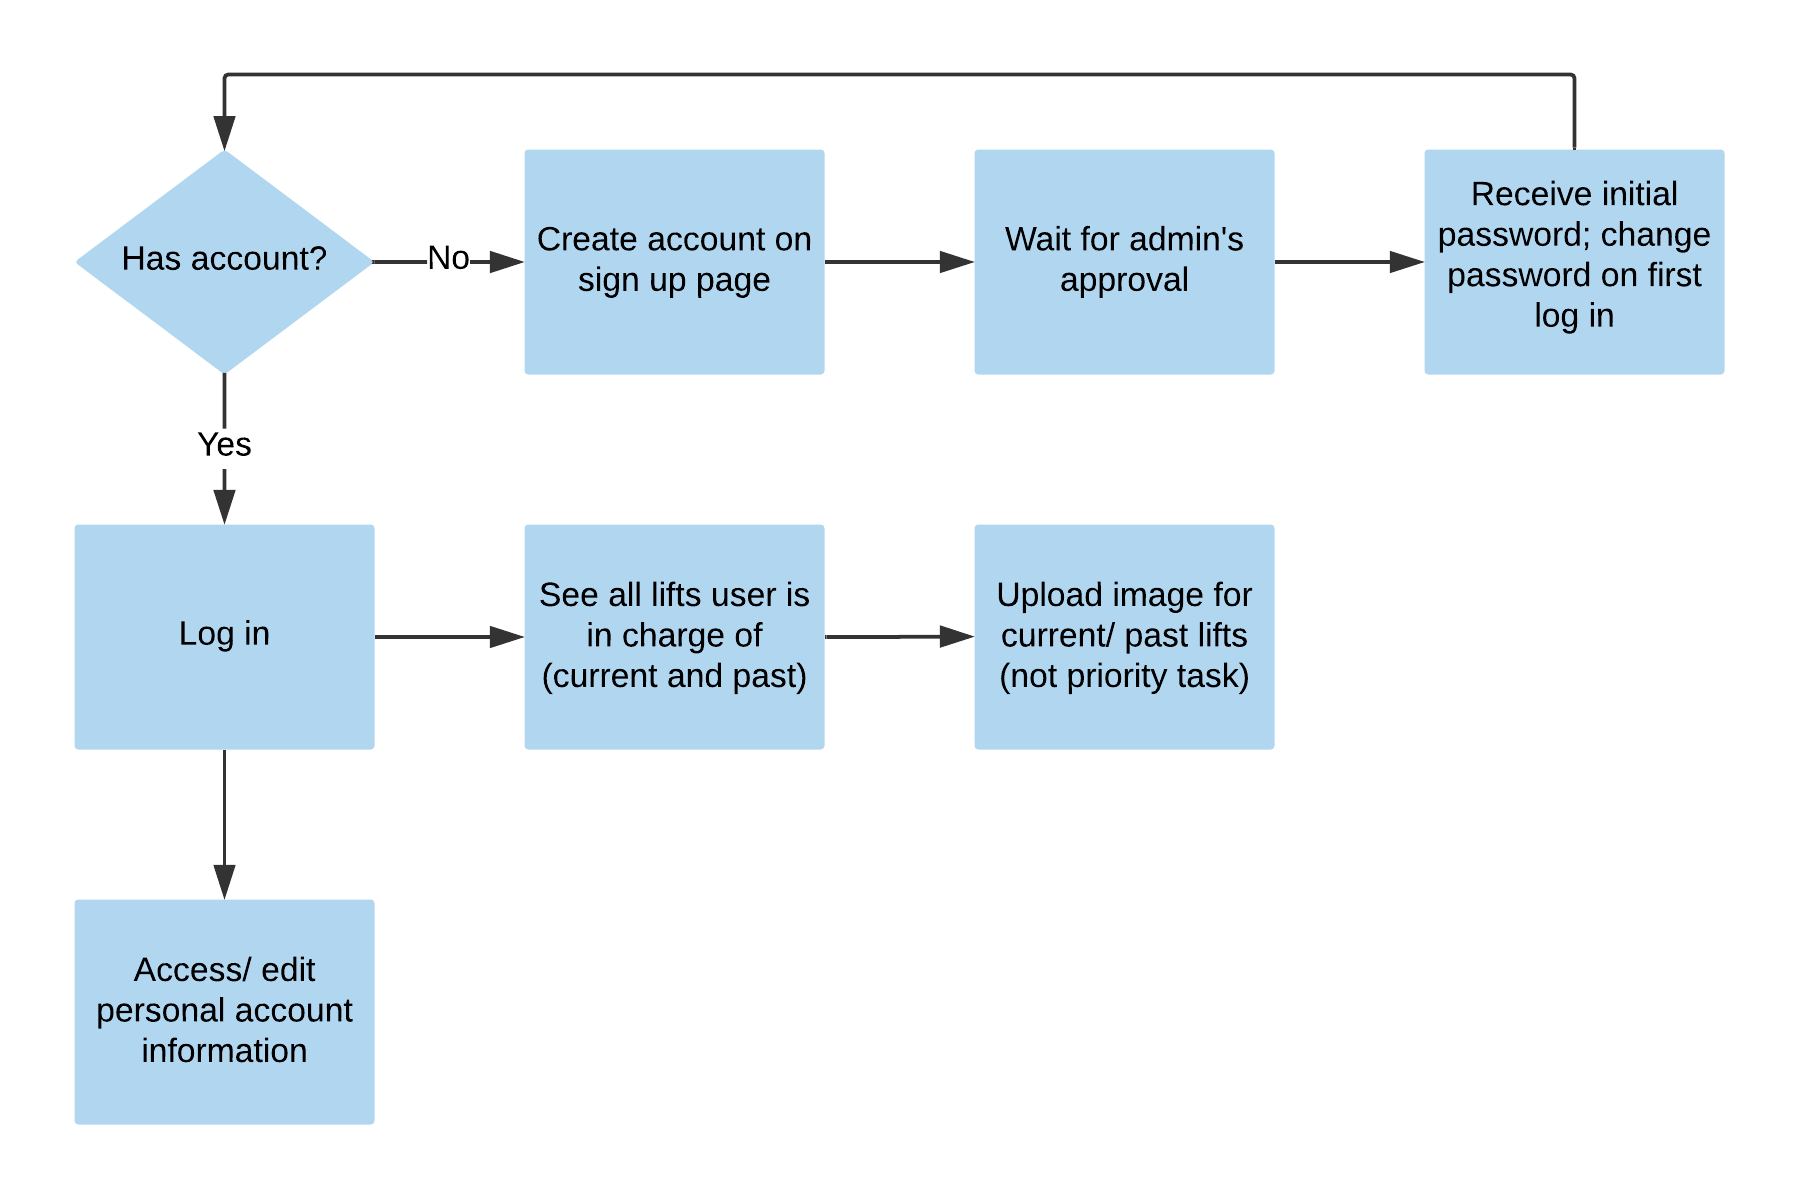 Has account?
No
Create account on
sign up page
Wait for admin's
approval
Receive initial
password; change
password on first
log in
Yes
Log in
See all lifts user is
in charge of
(current and past)
Upload image for
current/ past lifts
(not priority task)
Access/ edit
personal account
information